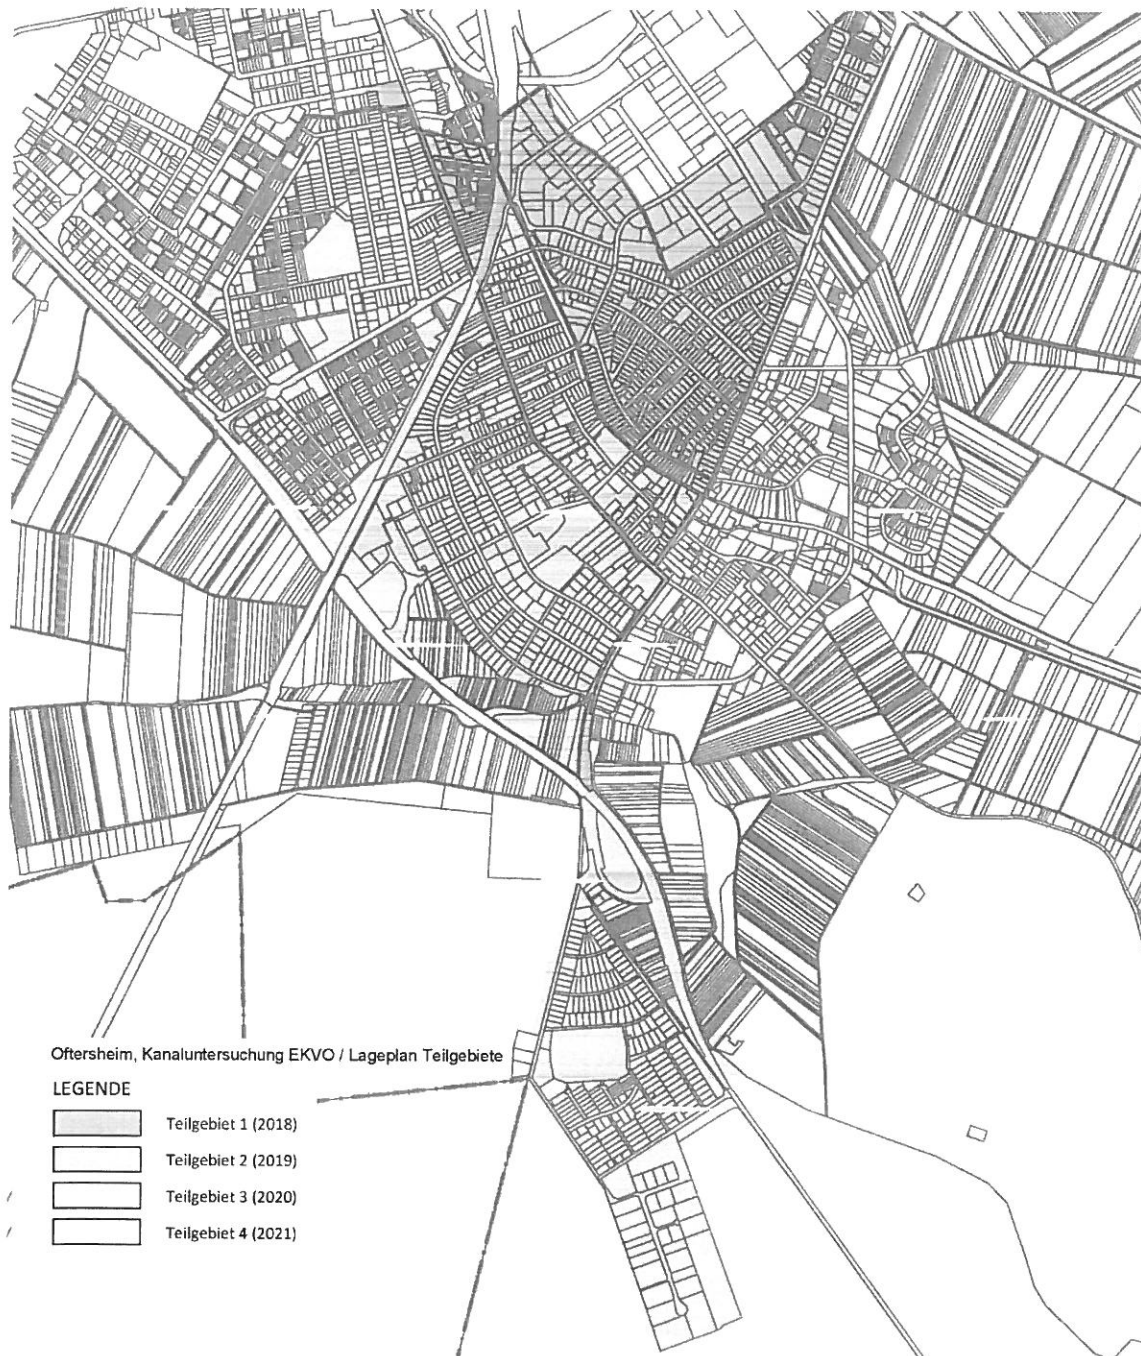 Oftersheim, Kanaluntersuchung EKVO / Lageplan Teilgebiete
LEGENDE
Teilgebiet 1 (2018)
Teilgebiet 2 (2019)
Teilgebiet 3 (2020)
Teilgebiet 4 (2021)